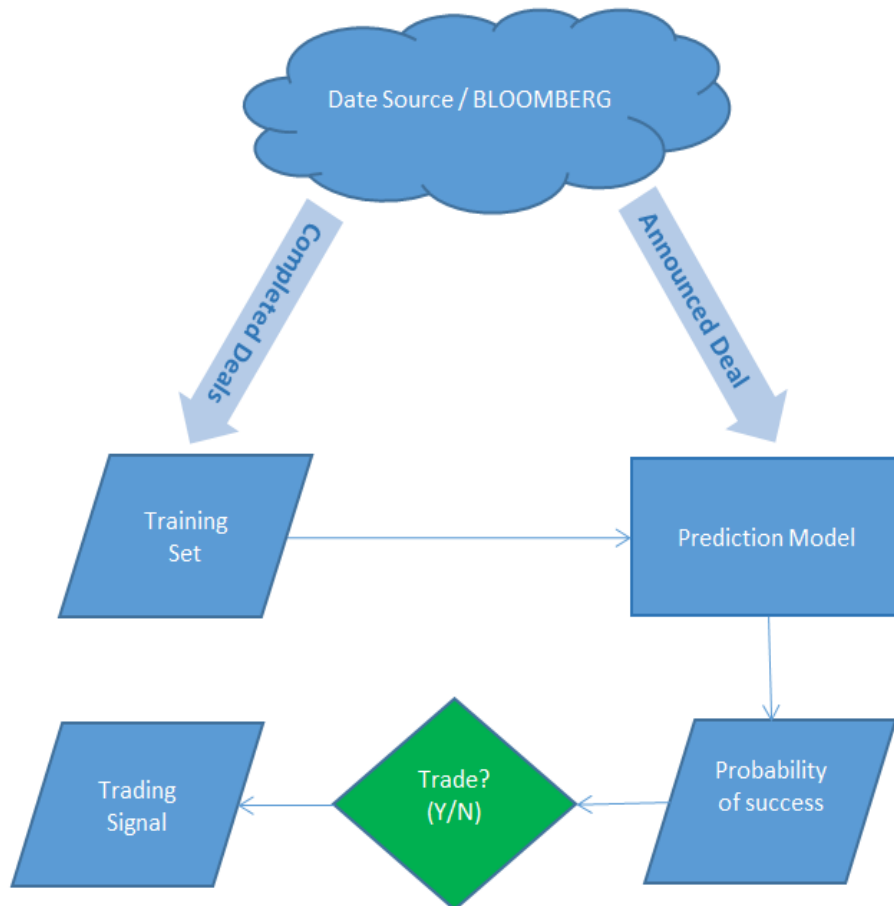 Date Source / BLOOMBERG
Completed Deals
Announced Deal
Training
Set
Prediction Model
Trading
Signal
Trade?
(Y/N)
Probability
of success